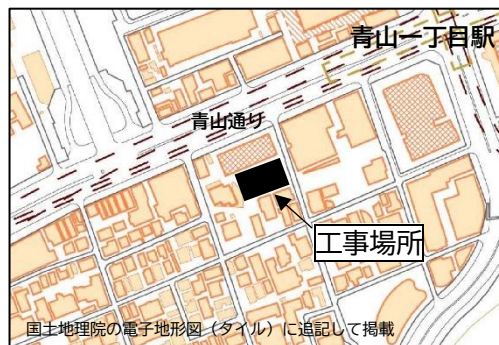 青山一丁目駅
青山通り
工事場所
国土地理院の電子地形図（タイル）に追記して掲載